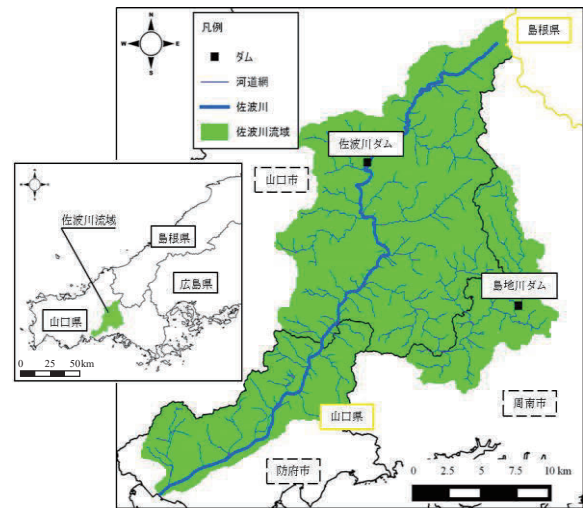 N
W E
S
凡例
ダム
河道網
佐波川
佐波川流域
島根県
佐波川ダム
山口市
佐波川流域
島根県
広島県
山口県
0 25 50km
島地川ダム
周南市
山口県
防府市
0 2.5 5 7.5 10 km